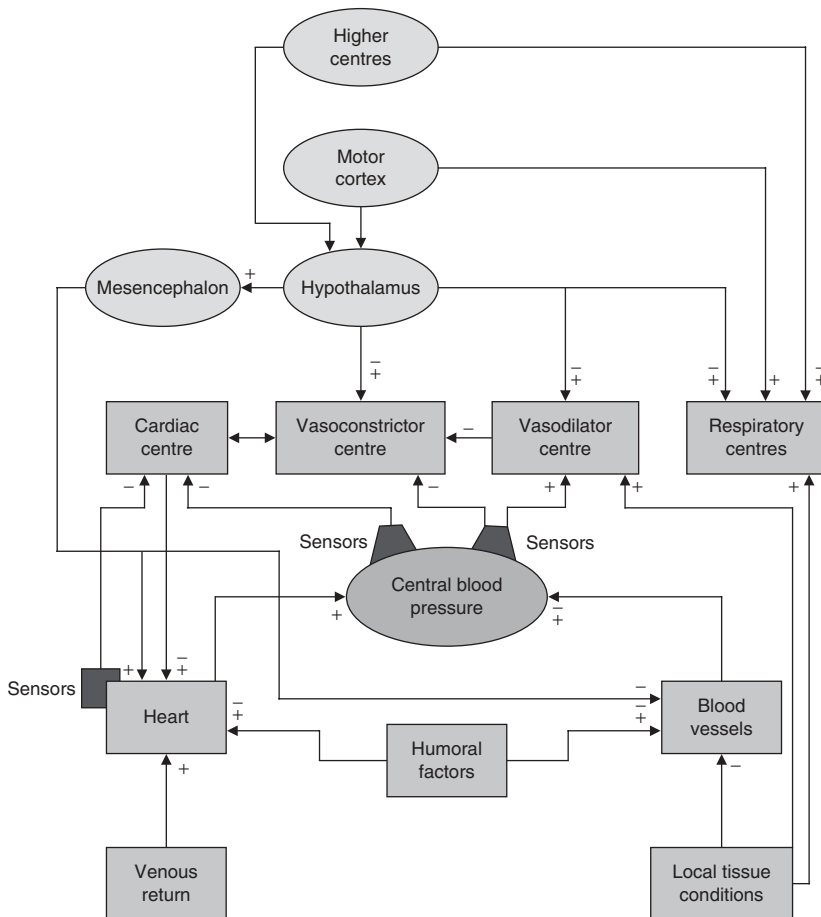 Higher
centres
Motor
cortex
Mesencephalon
+
Hypothalamus
−
+
−
+
−
+
+
−
+
Cardiac
centre
Vasoconstrictor
centre
−
Vasodilator
centre
Respiratory
centres
−
−
−
+
+
+
Sensors
Sensors
Central blood
pressure
+
−
+
Sensors
+
−
+
Heart
−
+
−
−
+
Blood
vessels
Humoral
factors
+
−
Venous
return
Local tissue
conditions